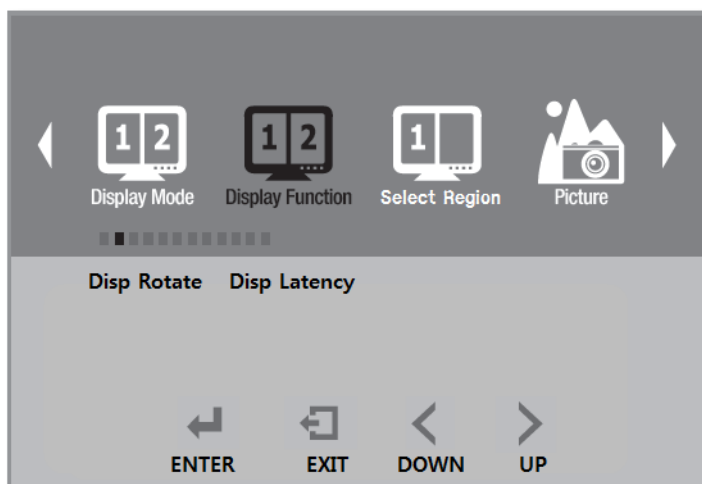 1 2 1 2 1
Display Mode Display Function Select Region Picture
Disp Rotate Disp Latency
ENTER EXIT DOWN UP